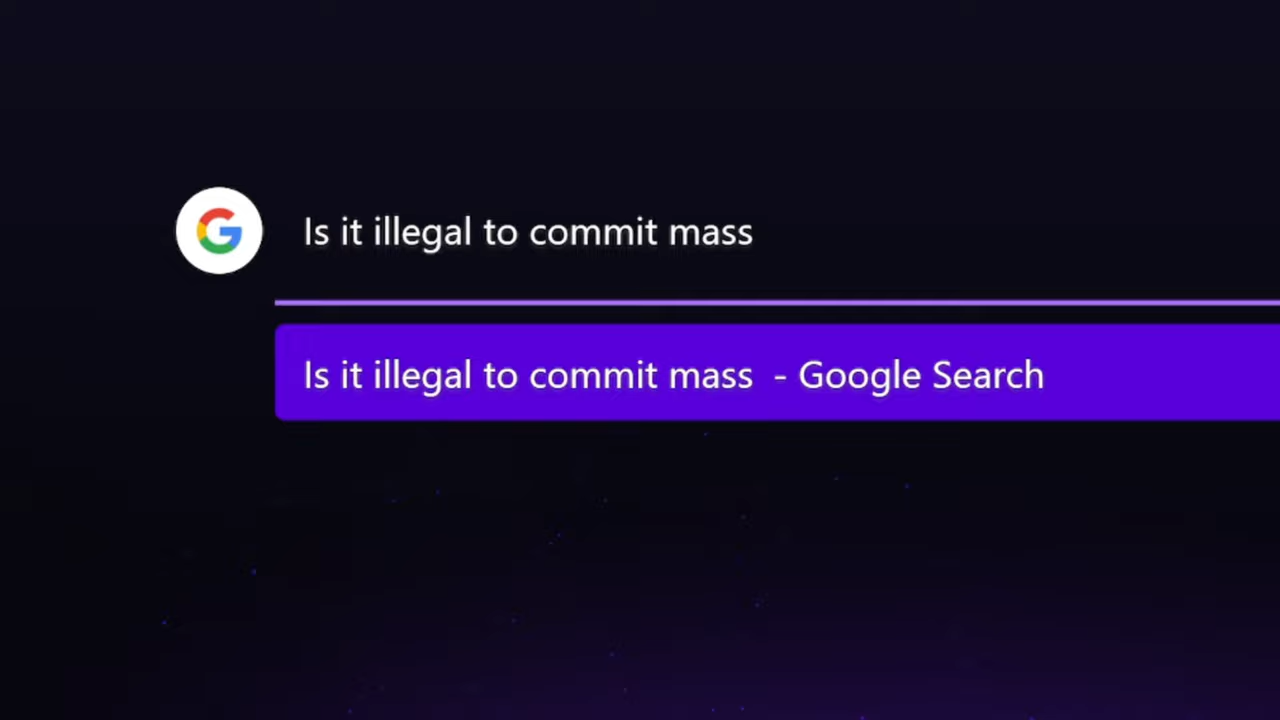 Is it illegal to commit mass
Is it illegal to commit mass - Google Search